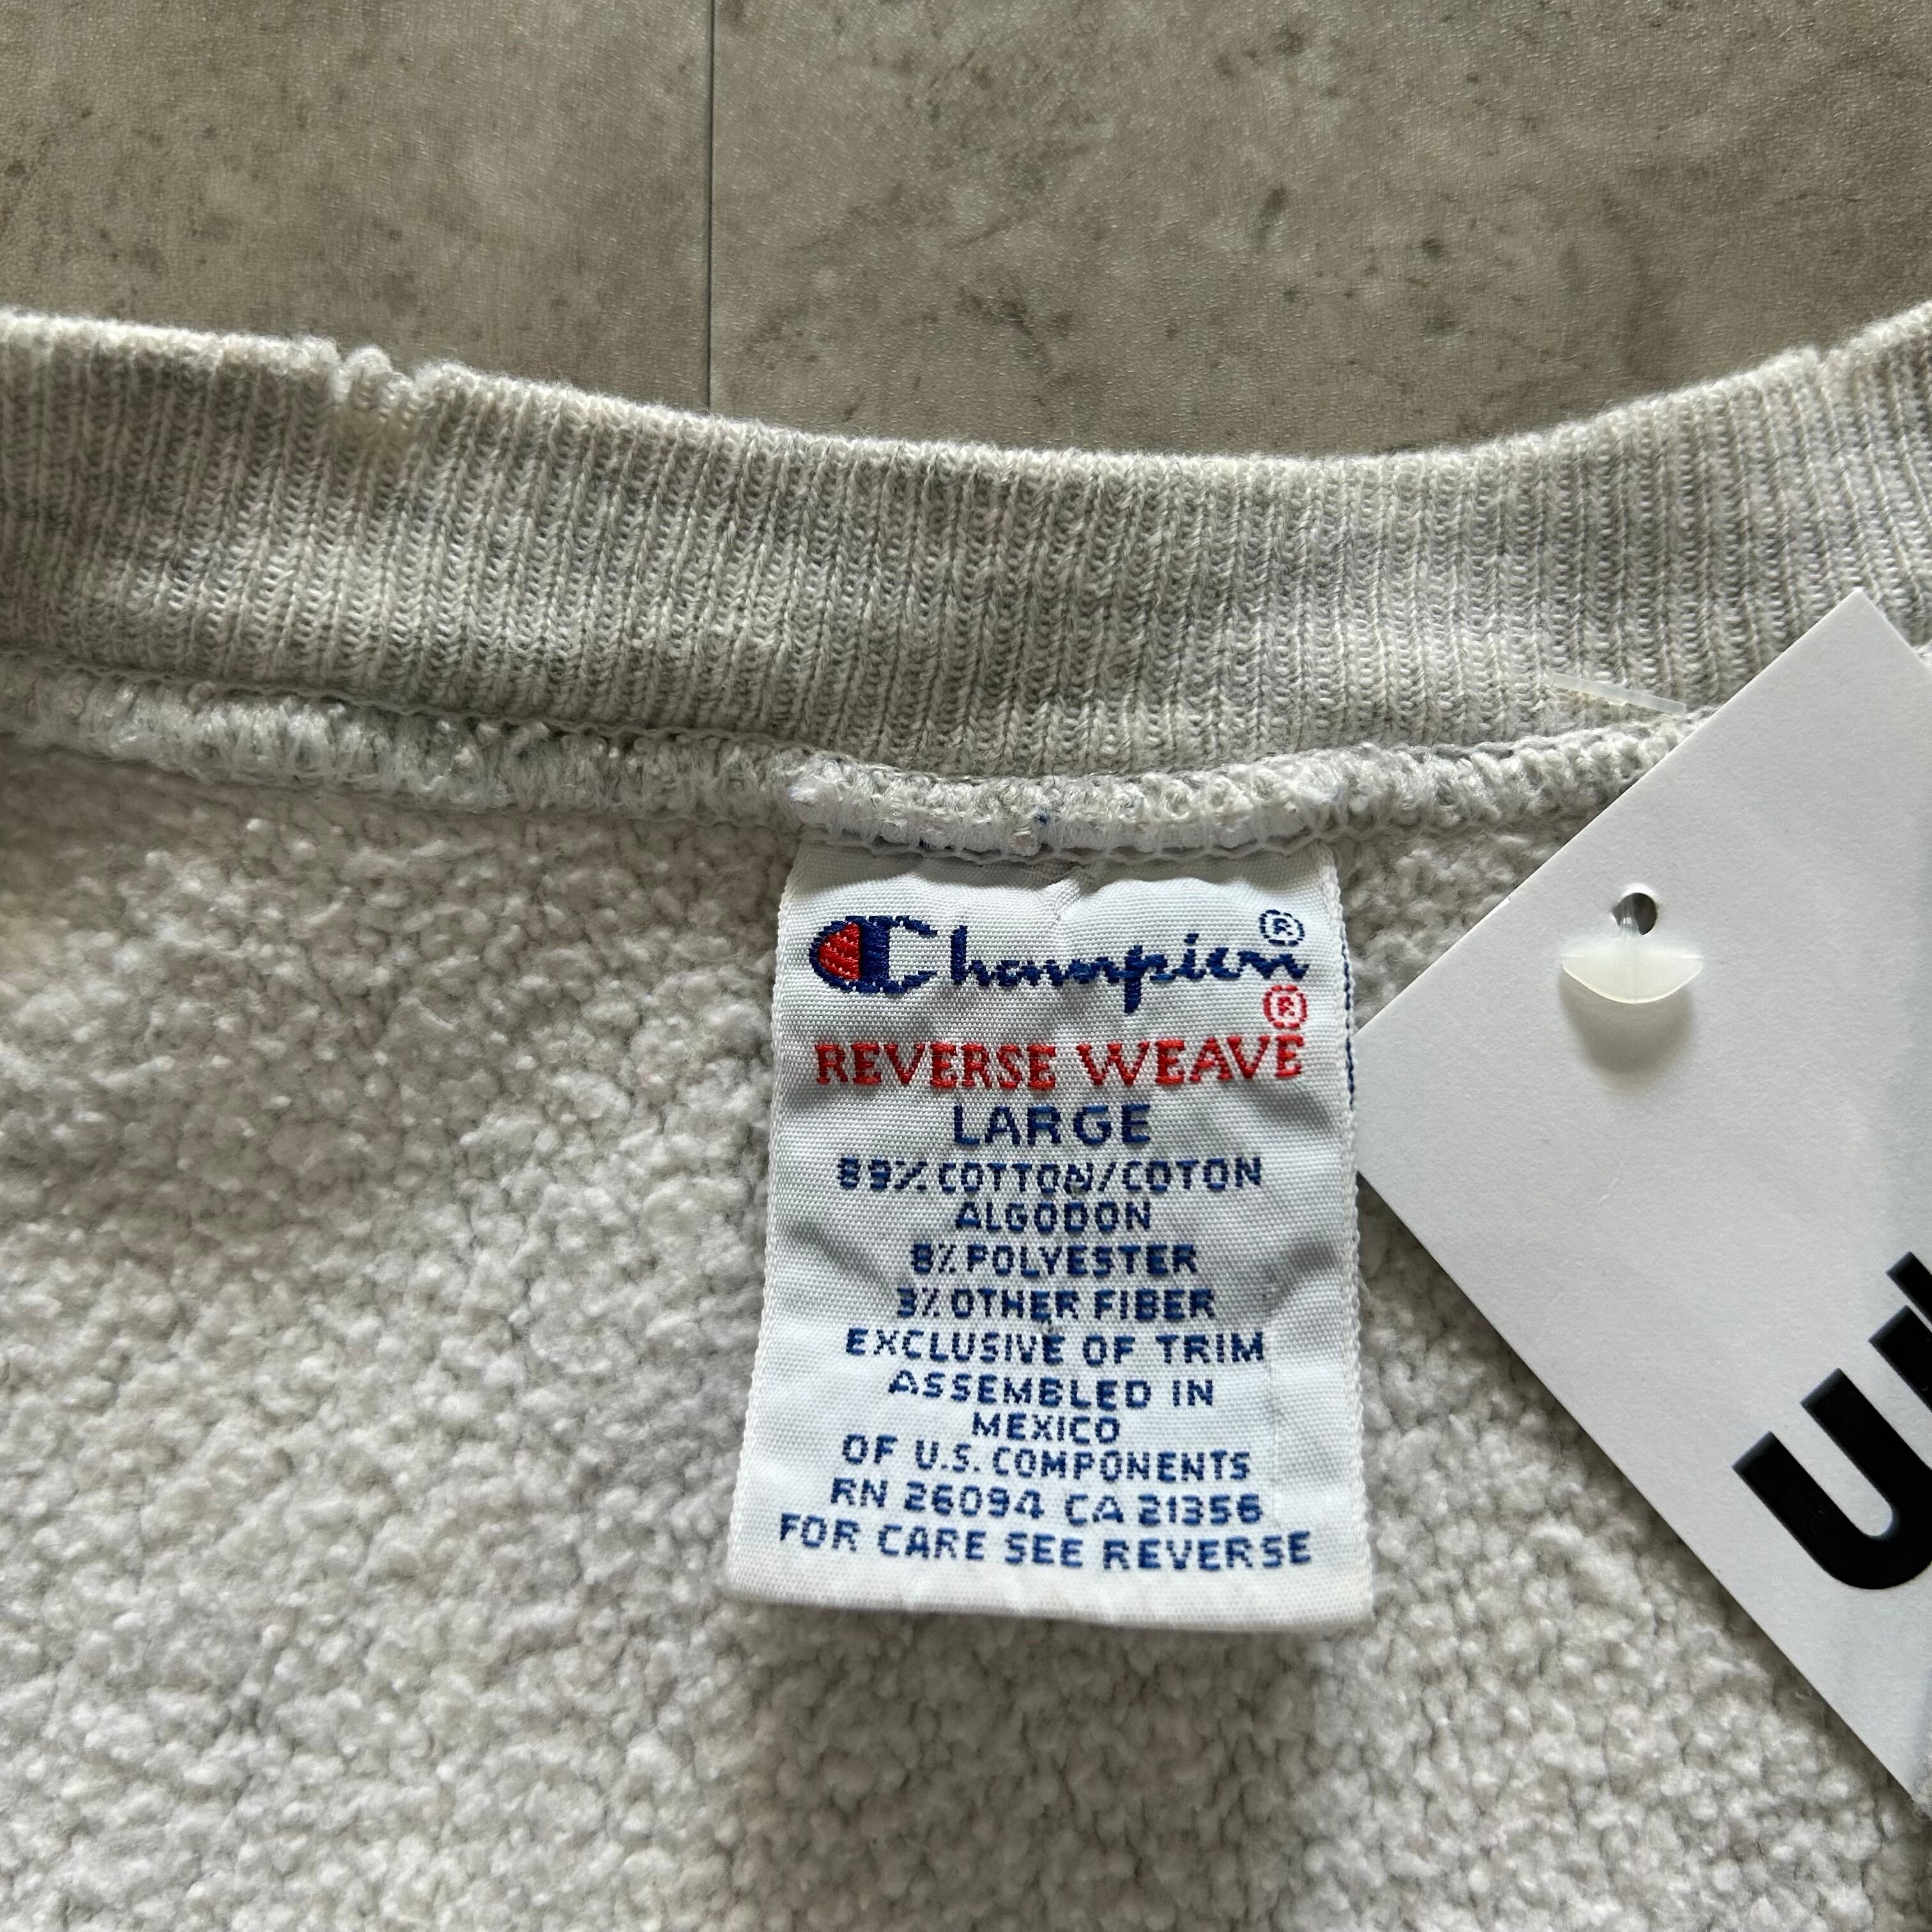 Champion®
REVERSE WEAVE®
LARGE
89% COTTON/COTON
ALGODON
8% POLYESTER
3% OTHER FIBER
EXCLUSIVE OF TRIM
ASSEMBLED IN
MEXICO
OF U.S. COMPONENTS
RN 26094 CA 21356
FOR CARE SEE REVERSE